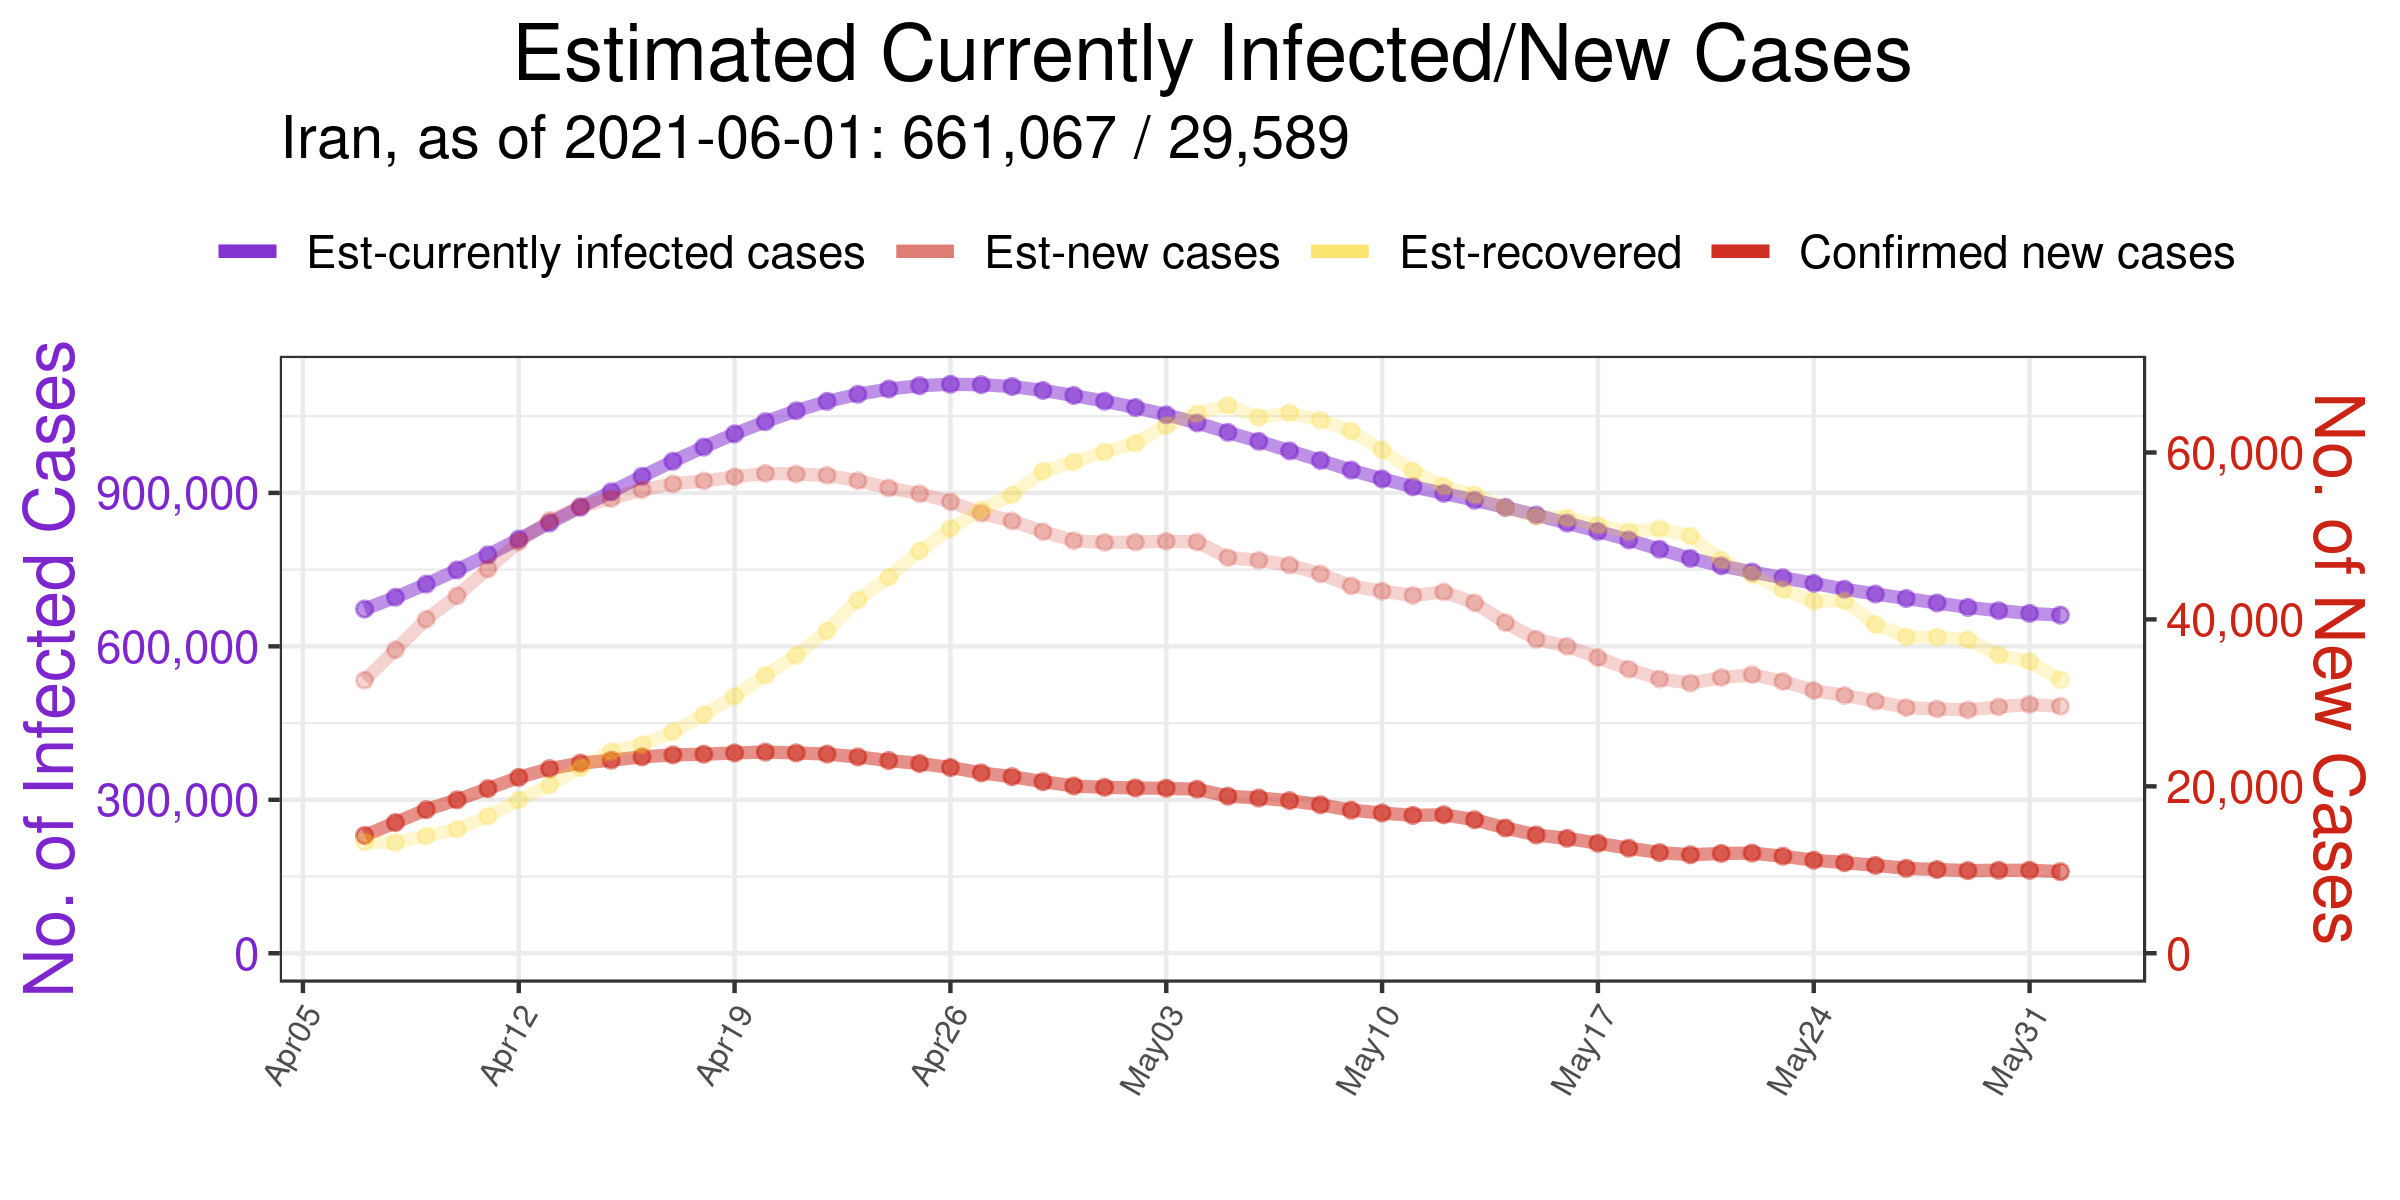 Estimated Currently Infected/New Cases
Iran, as of 2021-06-01: 661,067 / 29,589
Est-currently infected cases Est-new cases Est-recovered Confirmed new cases
No. of Infected Cases
900,000
600,000
300,000
0
60,000
40,000
20,000
0
No. of New Cases
Apr05 Apr12 Apr19 Apr26 May03 May10 May17 May24 May31